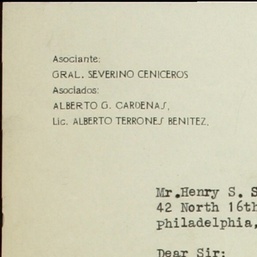 Asociante:
GRAL. SEVERINO CENICEROS
Asociados:
ALBERTO G. CARDENAS,
Lic. ALBERTO TERRONES BENITEZ.
Mr.Henry S. S
42 North 16th
Philadelphia,
Dear Sir: